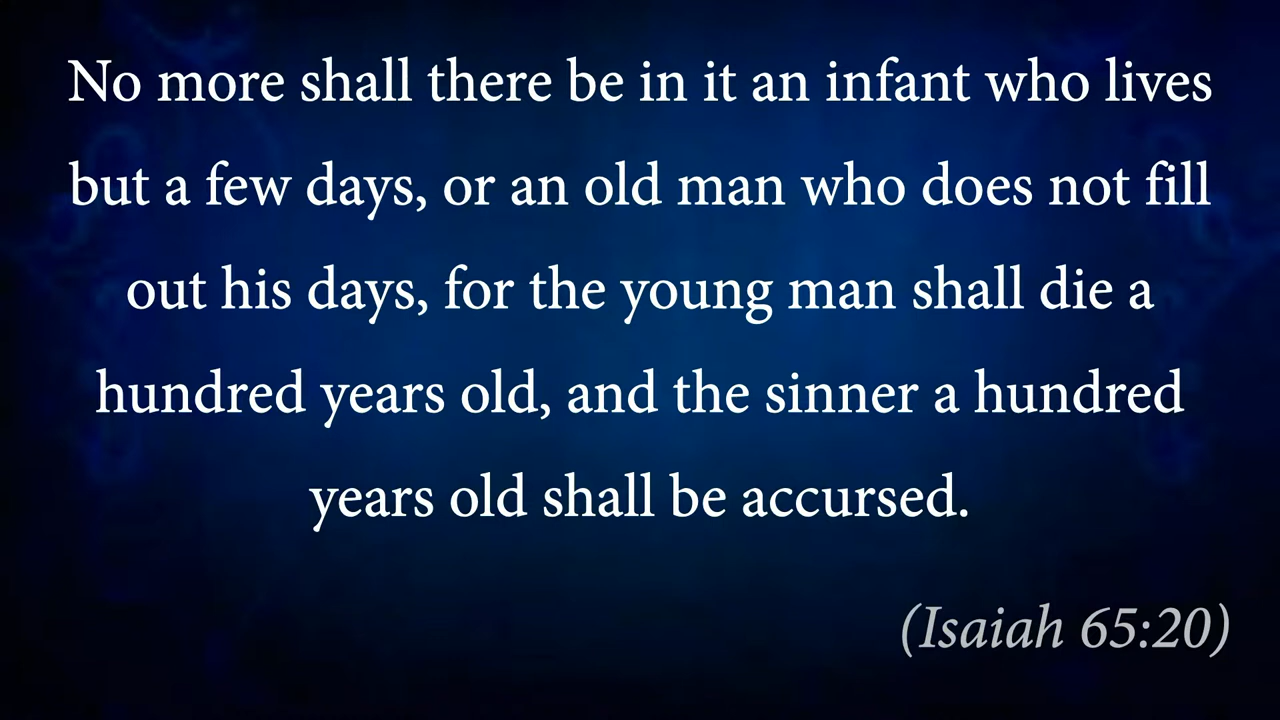 No more shall there be in it an infant who lives
but a few days, or an old man who does not fill
out his days, for the young man shall die a
hundred years old, and the sinner a hundred
years old shall be accursed.
(Isaiah 65:20)